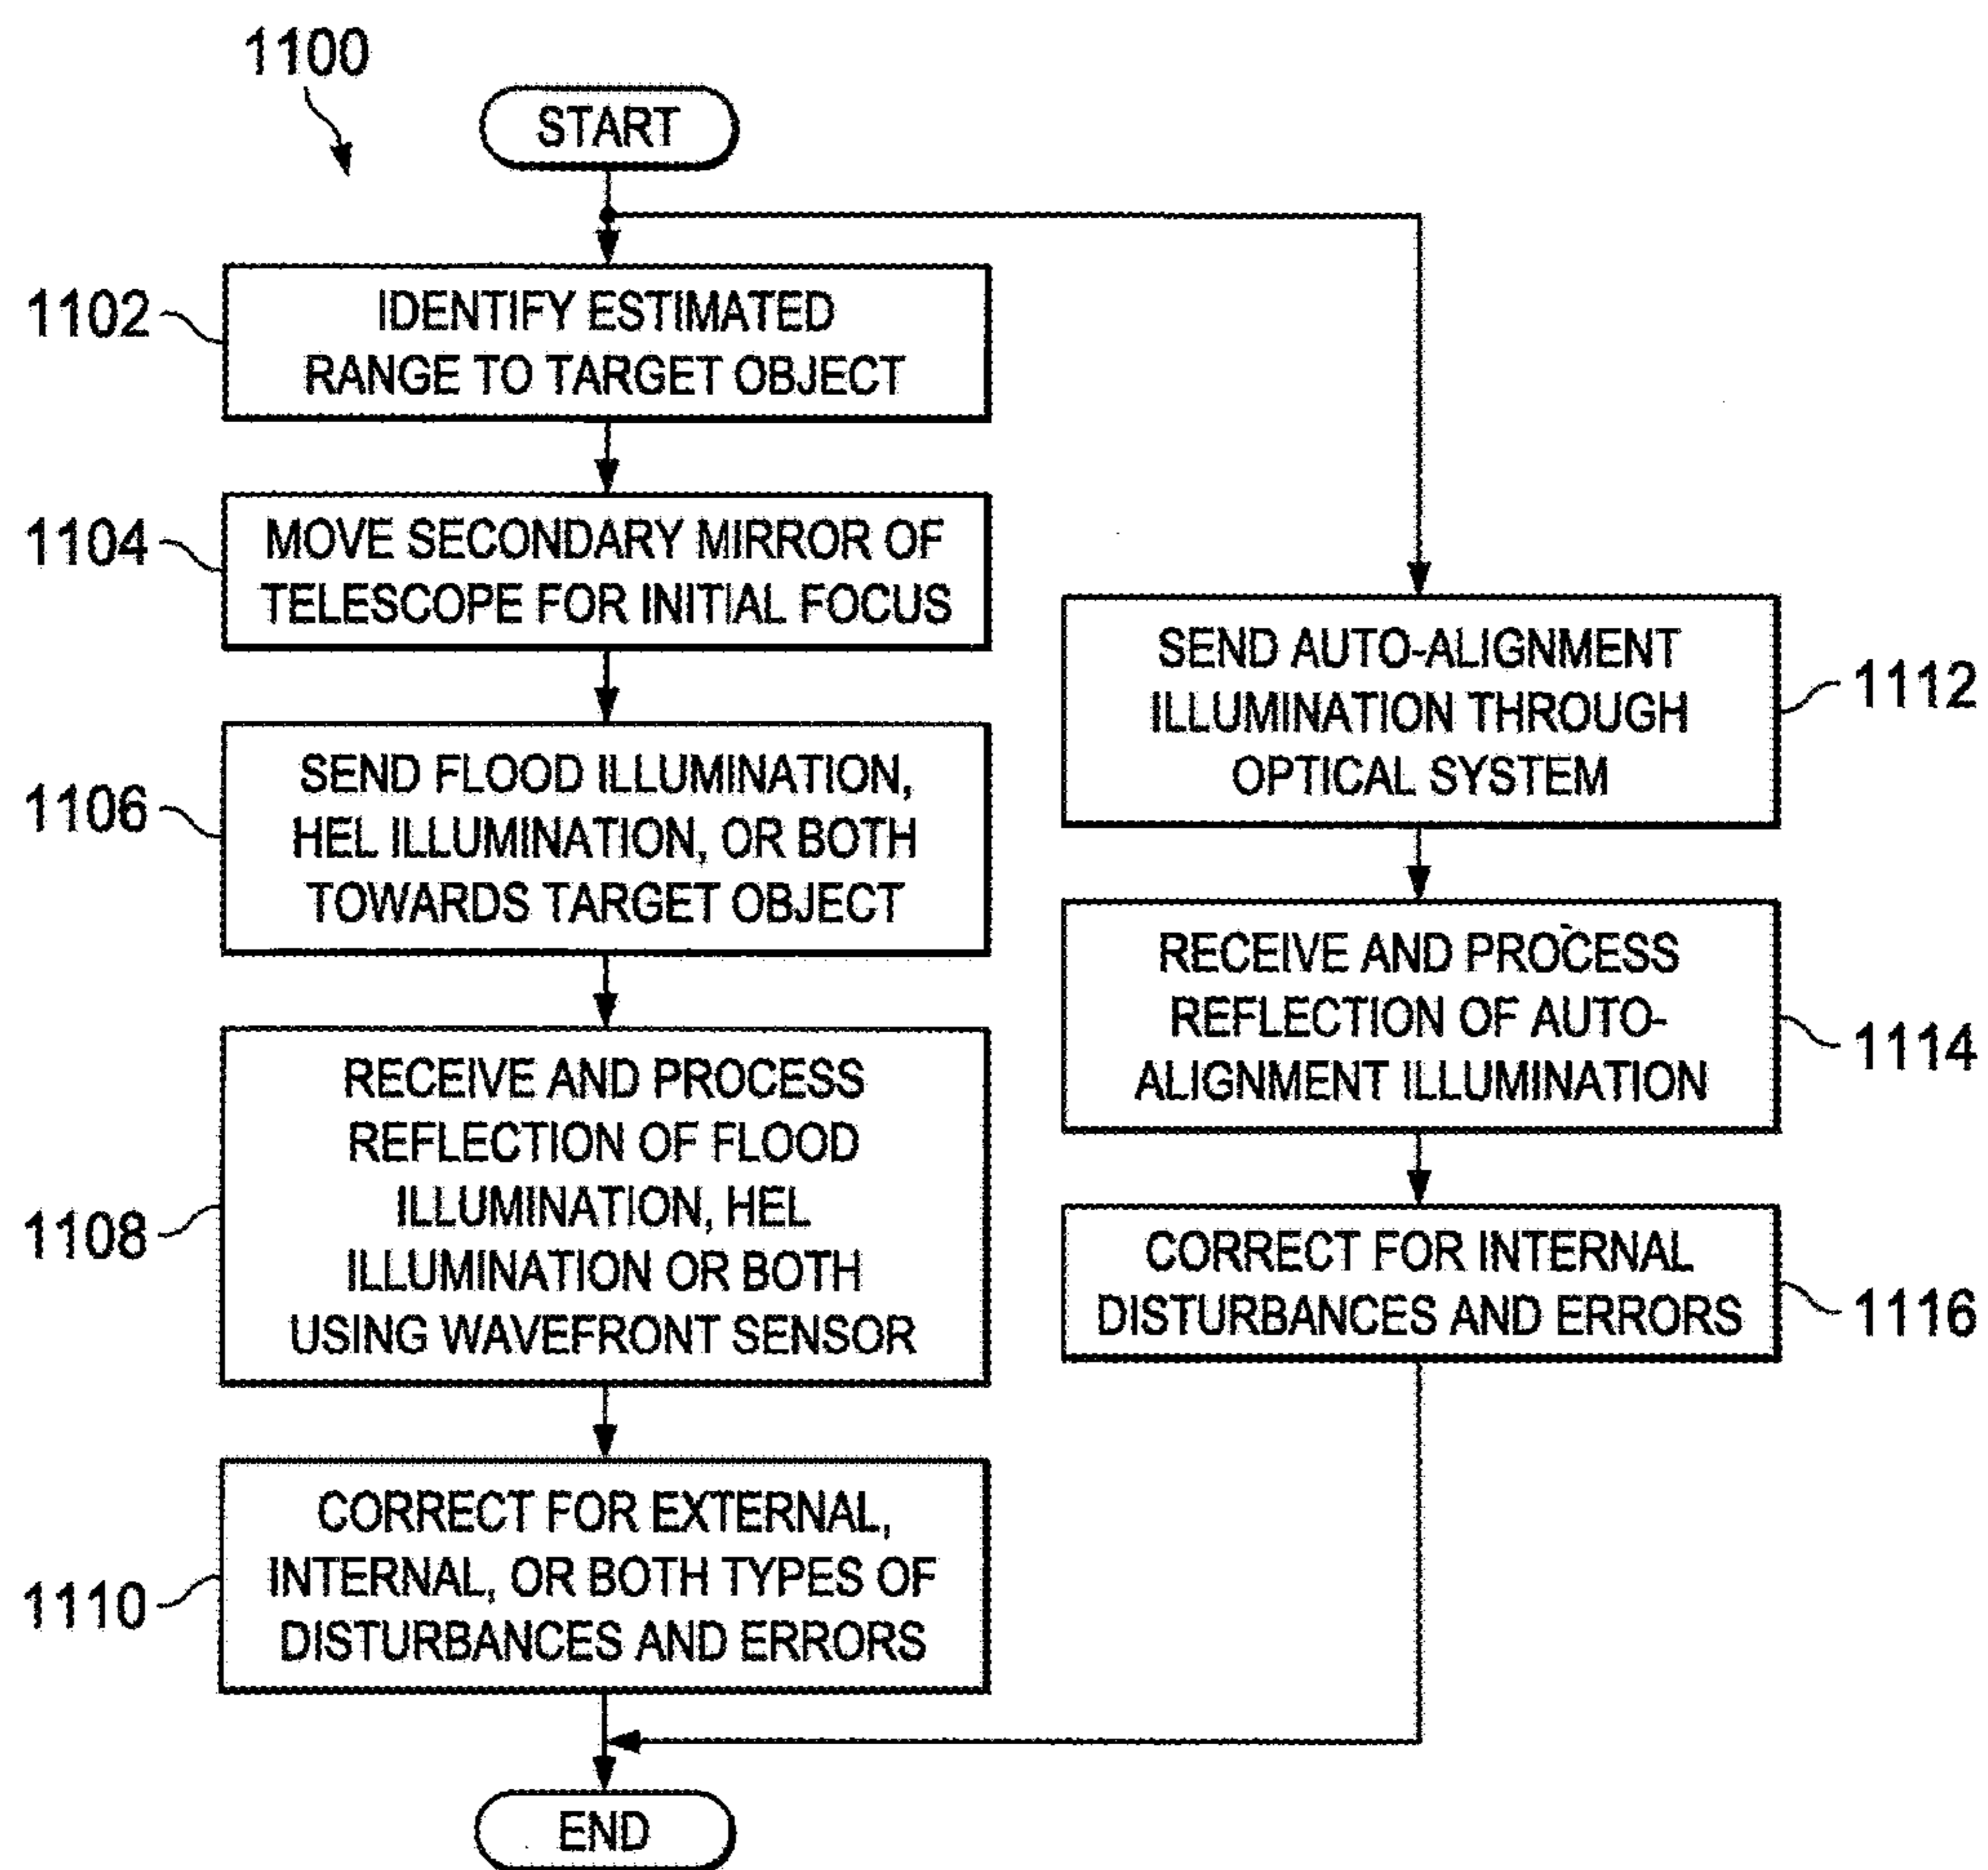 1100
START
1102
IDENTIFY ESTIMATED
RANGE TO TARGET OBJECT
1104
MOVE SECONDARY MIRROR OF
TELESCOPE FOR INITIAL FOCUS
1106
SEND FLOOD ILLUMINATION,
HEL ILLUMINATION, OR BOTH
TOWARDS TARGET OBJECT
1108
RECEIVE AND PROCESS
REFLECTION OF FLOOD
ILLUMINATION, HEL
ILLUMINATION OR BOTH
USING WAVEFRONT SENSOR
1110
CORRECT FOR EXTERNAL,
INTERNAL, OR BOTH TYPES OF
DISTURBANCES AND ERRORS
SEND AUTO-ALIGNMENT
ILLUMINATION THROUGH
OPTICAL SYSTEM
1112
RECEIVE AND PROCESS
REFLECTION OF AUTO-
ALIGNMENT ILLUMINATION
1114
CORRECT FOR INTERNAL
DISTURBANCES AND ERRORS
1116
END